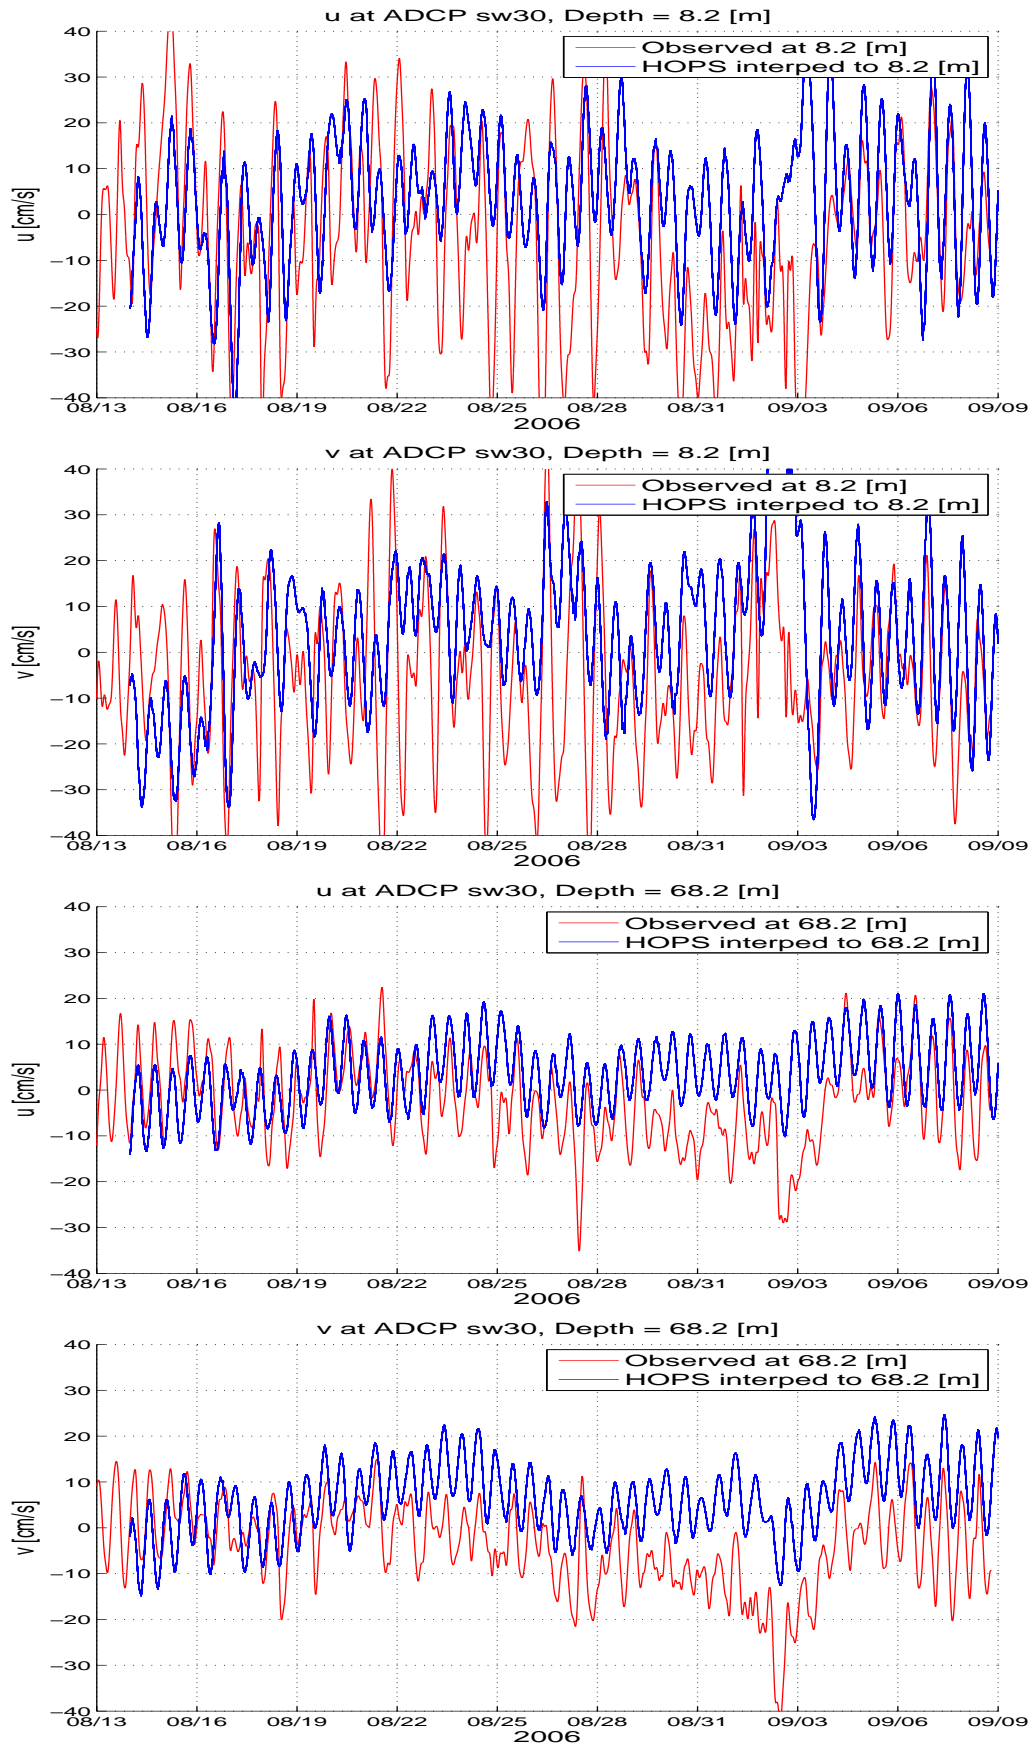 u at ADCP sw30, Depth = 8.2 [m]
Observed at 8.2 [m]
HOPS interped to 8.2 [m]
u [cm/s]
40
30
20
10
0
−10
−20
−30
−40
08/13 08/16 08/19 08/22 08/25 08/28 08/31 09/03 09/06 09/09
2006
v at ADCP sw30, Depth = 8.2 [m]
Observed at 8.2 [m]
HOPS interped to 8.2 [m]
v [cm/s]
40
30
20
10
0
−10
−20
−30
−40
08/13 08/16 08/19 08/22 08/25 08/28 08/31 09/03 09/06 09/09
2006
u at ADCP sw30, Depth = 68.2 [m]
Observed at 68.2 [m]
HOPS interped to 68.2 [m]
u [cm/s]
40
30
20
10
0
−10
−20
−30
−40
08/13 08/16 08/19 08/22 08/25 08/28 08/31 09/03 09/06 09/09
2006
v at ADCP sw30, Depth = 68.2 [m]
Observed at 68.2 [m]
HOPS interped to 68.2 [m]
v [cm/s]
40
30
20
10
0
−10
−20
−30
−40
08/13 08/16 08/19 08/22 08/25 08/28 08/31 09/03 09/06 09/09
2006